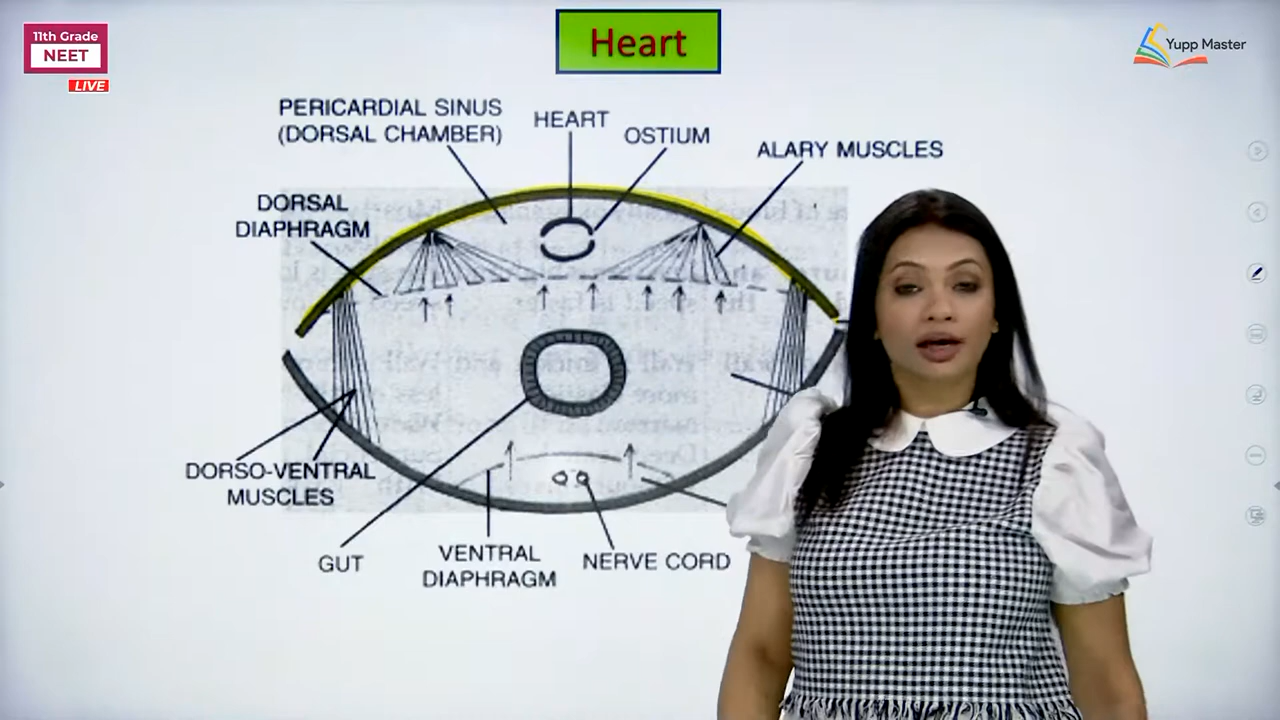 11th Grade
NEET
LIVE
Heart
Yupp Master
PERICARDIAL SINUS
(DORSAL CHAMBER)
HEART
OSTIUM
ALARY MUSCLES
DORSAL
DIAPHRAGM
DORSO-VENTRAL
MUSCLES
GUT
VENTRAL
DIAPHRAGM
NERVE CORD